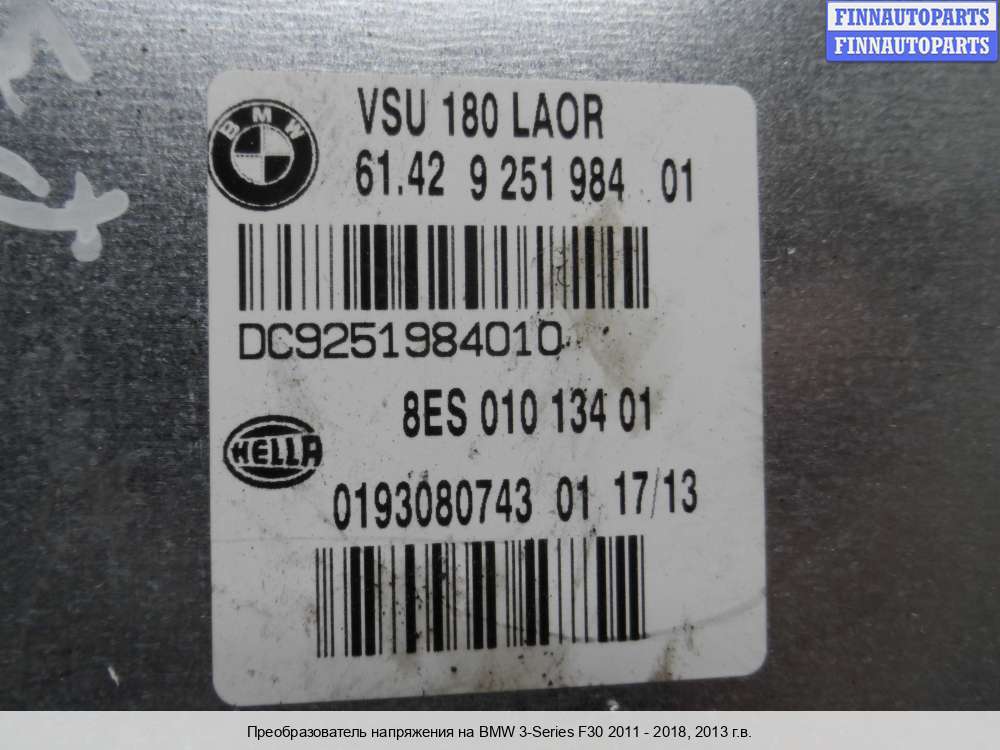 FINNAUTOPARTS
FINNAUTOPARTS
BMW
VSU 180 LAOR
61.42 9 251 984 01
DC9251984010
8ES 010 134 01
HELLA
0193080743 01 17/13
Преобразователь напряжения на BMW 3-Series F30 2011 - 2018, 2013 г.в.